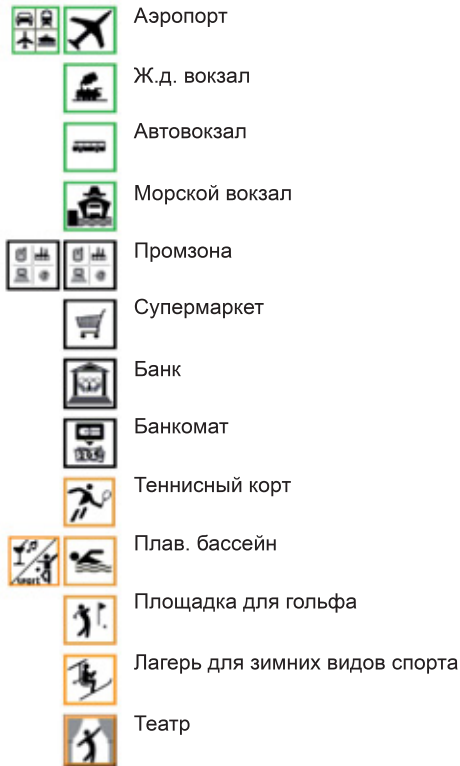 Аэропорт
Ж.д. вокзал
Автовокзал
Морской вокзал
Промзона
Супермаркет
Банк
Банкомат
Теннисный корт
Плав. бассейн
Площадка для гольфа
Лагерь для зимних видов спорта
Театр